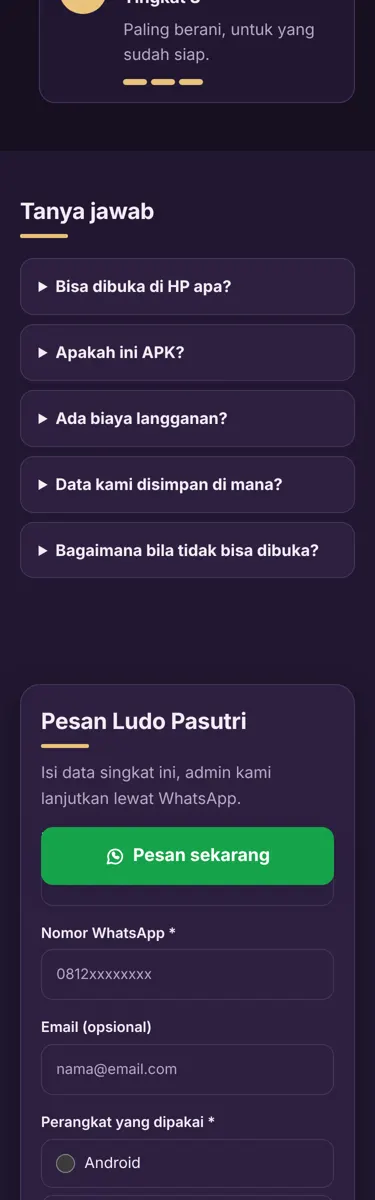 Paling berani, untuk yang
sudah siap.
Tanya jawab
Bisa dibuka di HP apa?
Apakah ini APK?
Ada biaya langganan?
Data kami disimpan di mana?
Bagaimana bila tidak bisa dibuka?
Pesan Ludo Pasutri
Isi data singkat ini, admin kami
lanjutkan lewat WhatsApp.
Pesan sekarang
Nomor WhatsApp *
0812xxxxxxxx
Email (opsional)
nama@email.com
Perangkat yang dipakai *
Android